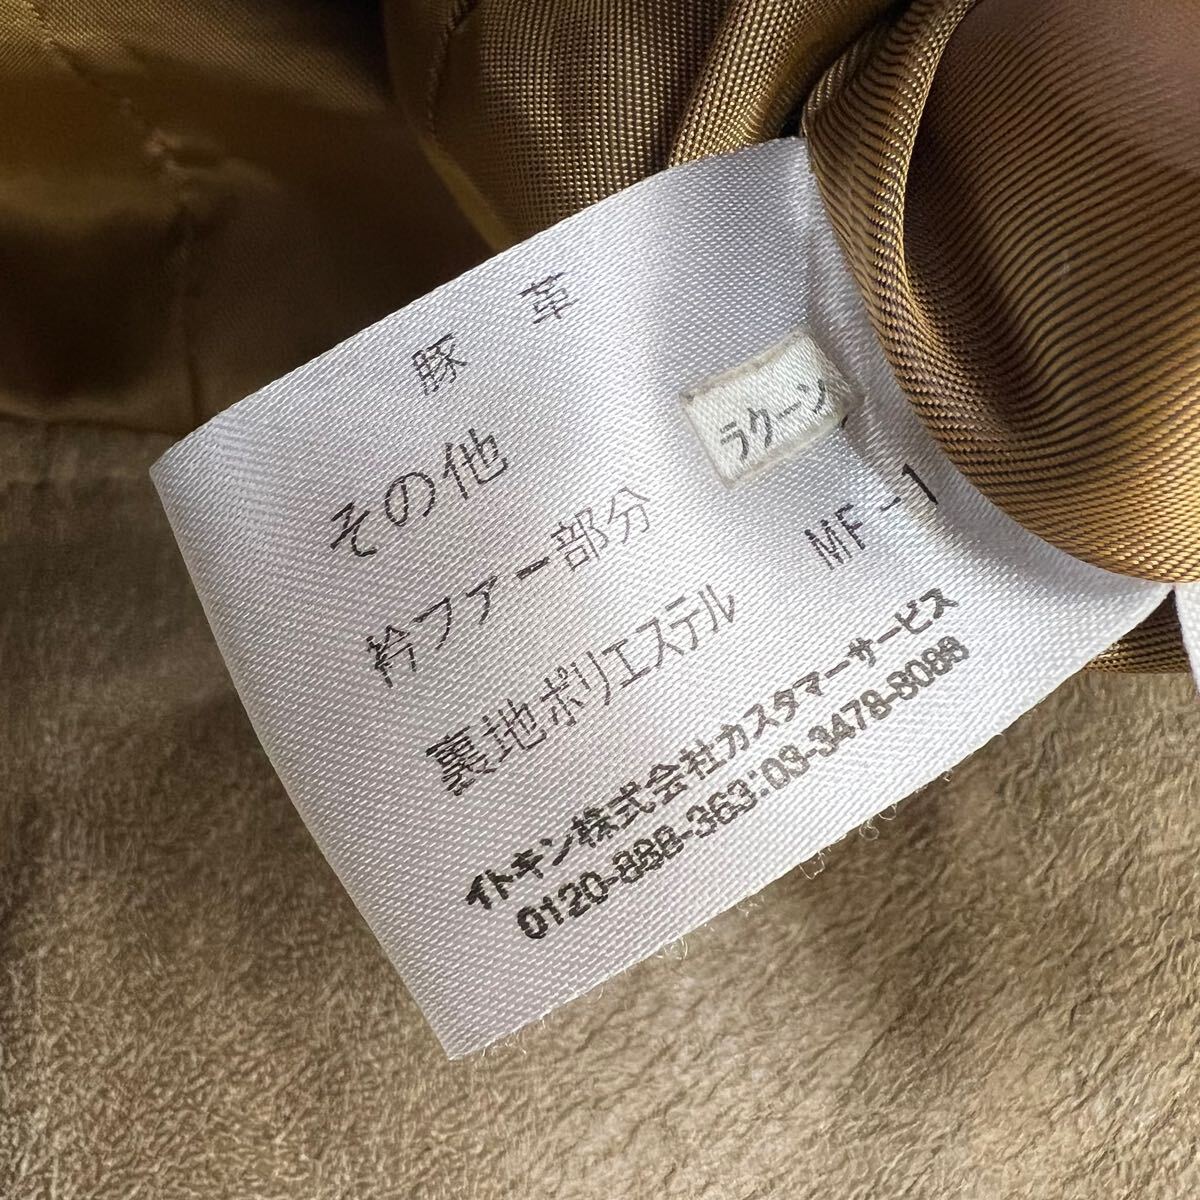 豚　革
その他
衿ファー部分　ラクーン
裏地ポリエステル　MF-1
イトキン株式会社カスタマーサービス
0120-888-363:03-3478-8088